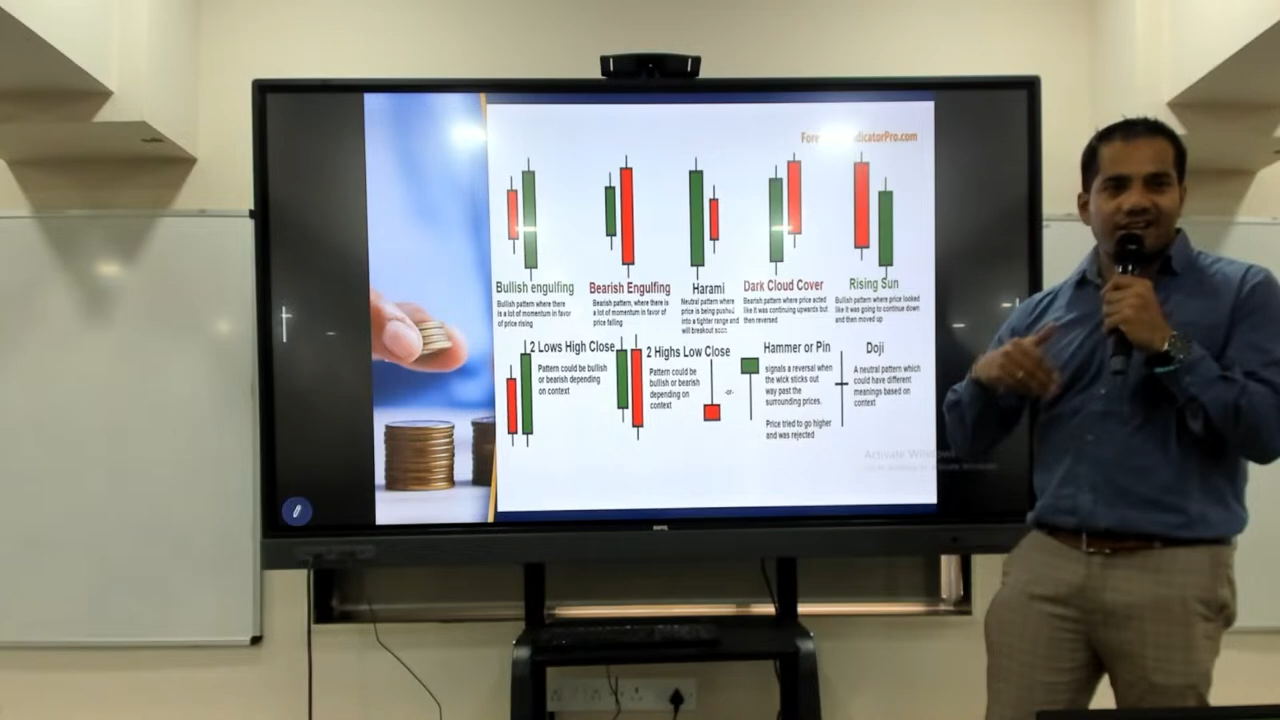 IndicatorPro.com
Bullish engulfing
Bullish pattern where there
is a lot of momentum in favor
of price rising
Bearish Engulfing
Bearish pattern, where there is
a lot of momentum in favor of
price falling
Harami
Neutral pattern where
price is being pushed
into a tighter range and
will breakout soon
Dark Cloud Cover
Bearish pattern where price acted
like it was continuing upwards but
then reversed
Rising Sun
Bullish pattern where price looked
like it was going to continue down
and then moved up
2 Lows High Close
Pattern could be bullish
or bearish depending
on context
2 Highs Low Close
Pattern could be
bullish or bearish
depending on
context
-or-
Hammer or Pin
signals a reversal when
the wick sticks out
way past the
surrounding prices.
Price tried to go higher
and was rejected
Doji
A neutral pattern which
could have different
meanings based on
context
Activate Windows
BenQ